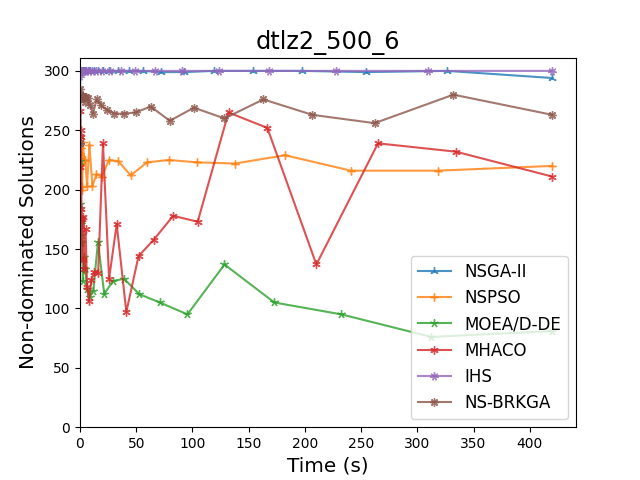 dtlz2_500_6
Non-dominated Solutions
300
250
200
150
100
50
0
NSGA-II
NSPSO
MOEA/D-DE
MHACO
IHS
NS-BRKGA
0 50 100 150 200 250 300 350 400
Time (s)